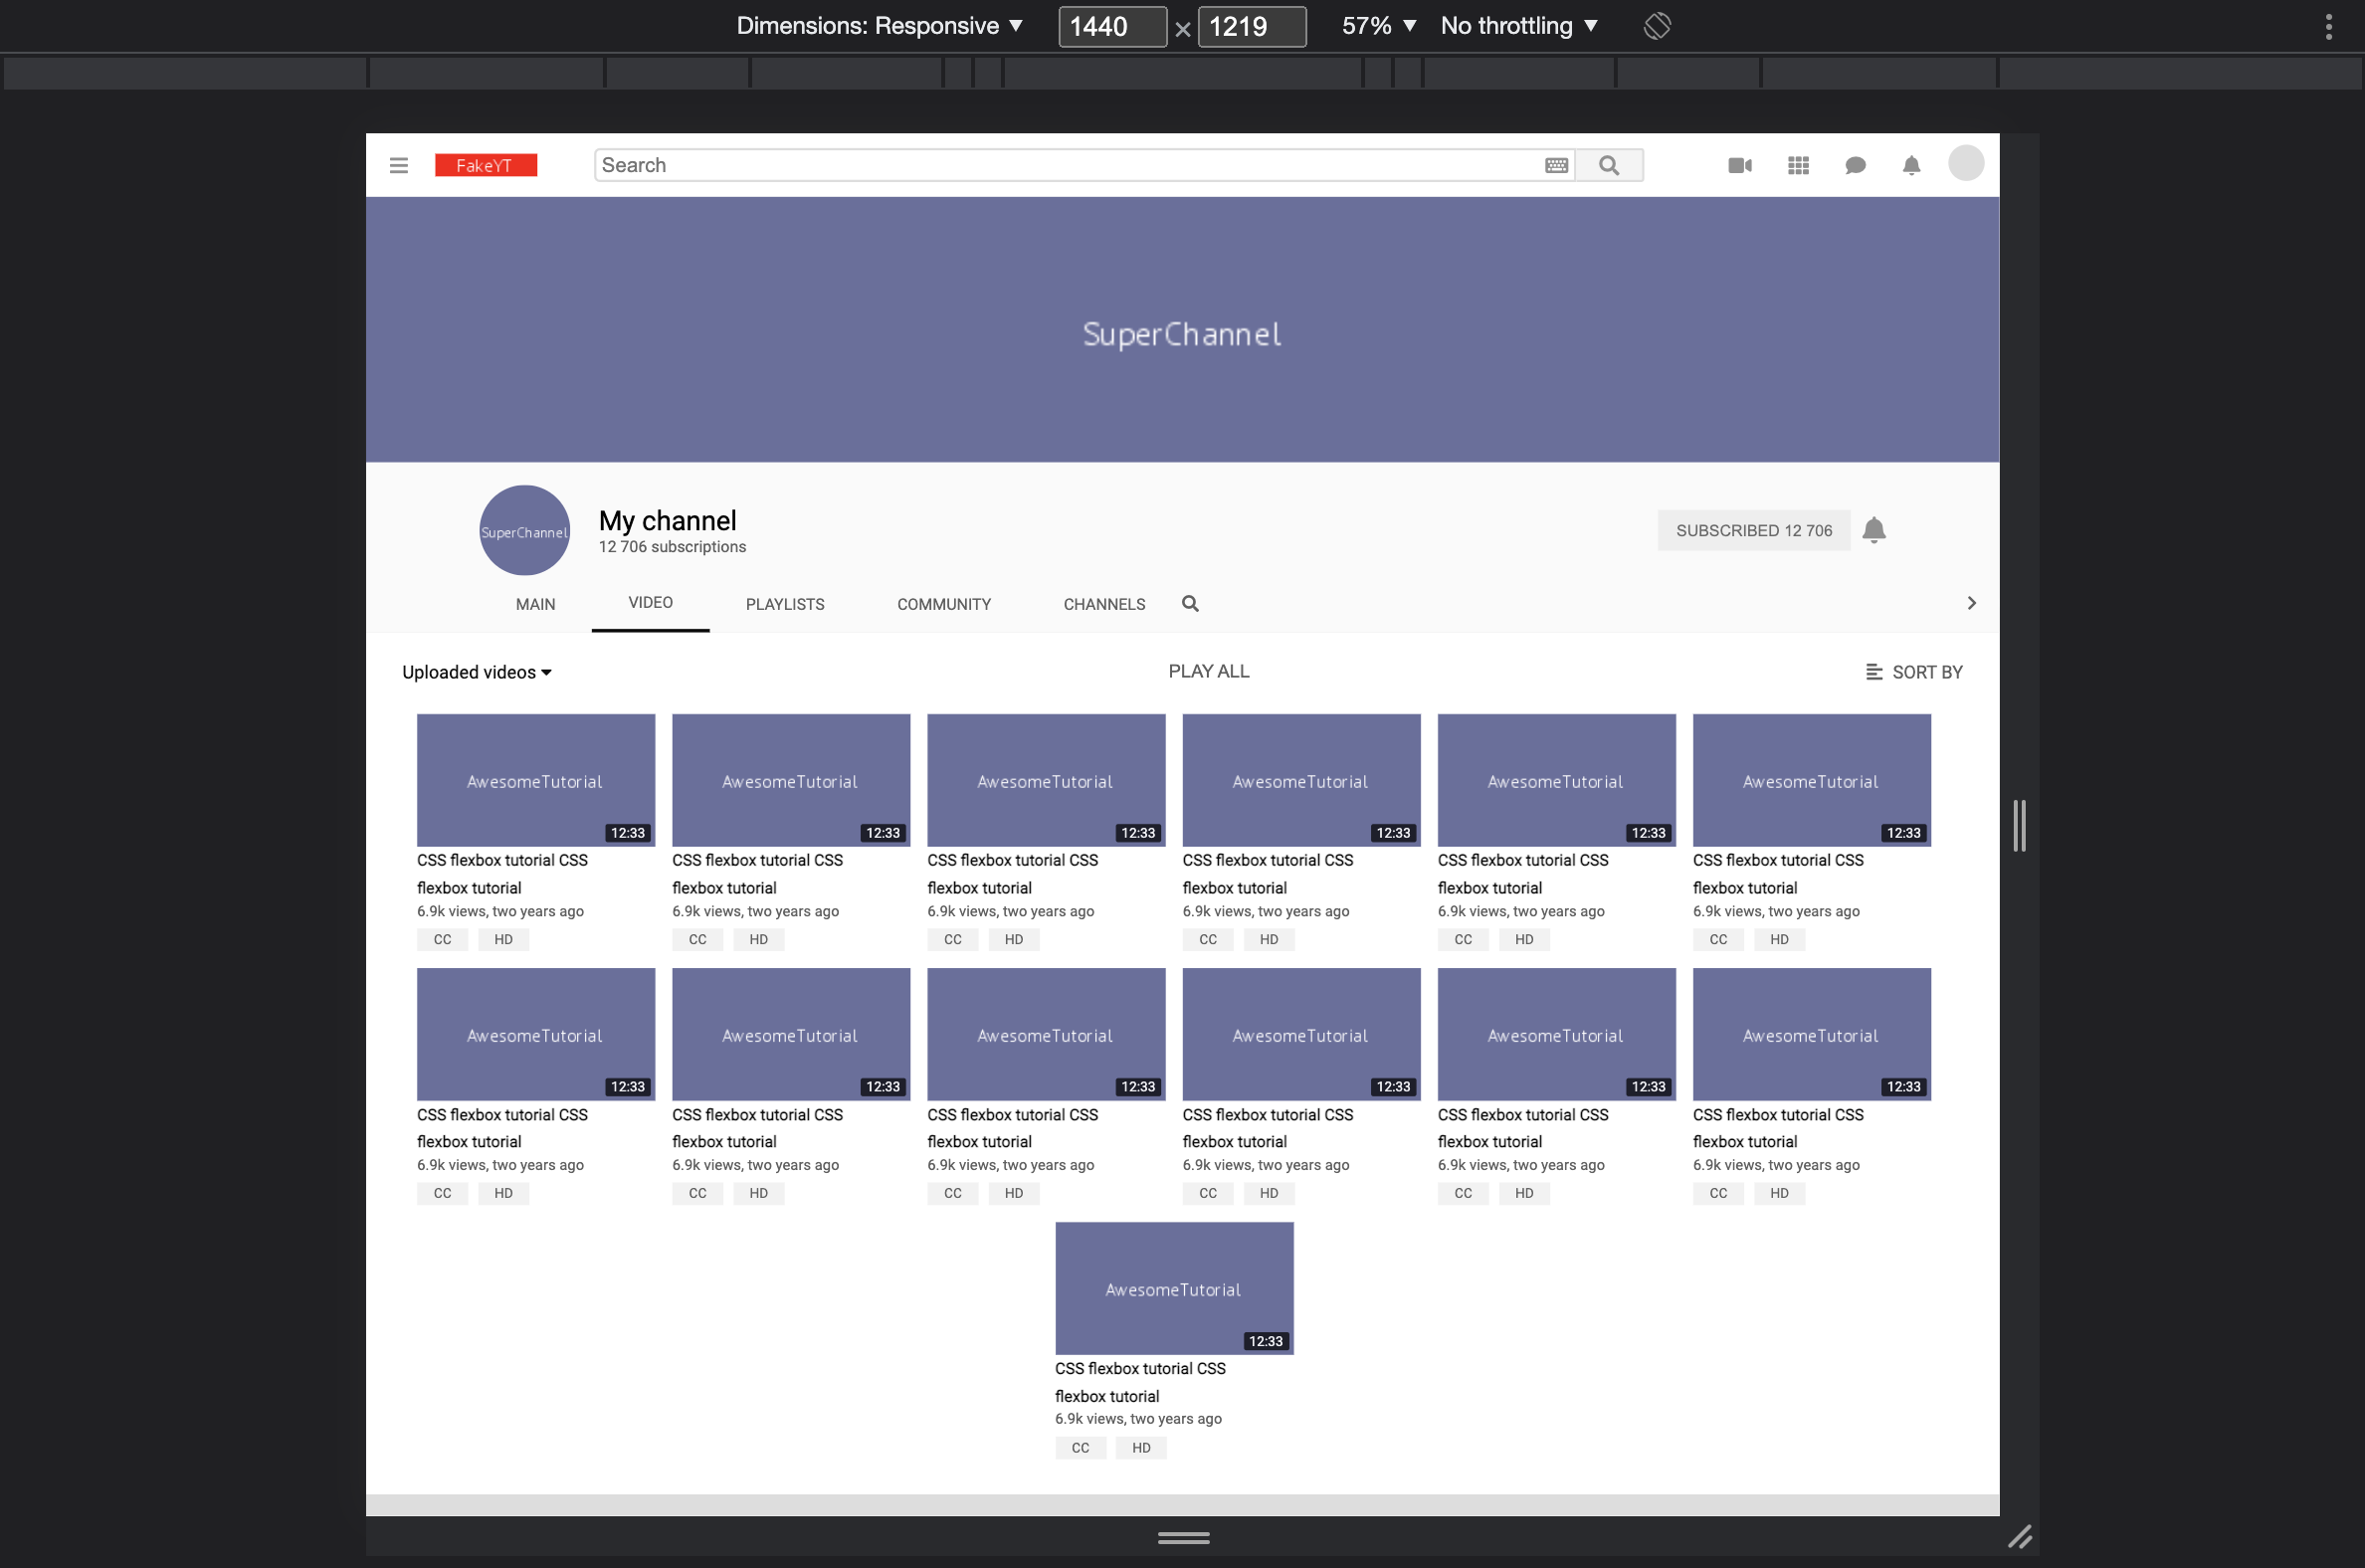 Dimensions: Responsive ▼ 1440 × 1219 57% ▼ No throttling ▼
FakeYT Search
SuperChannel
SuperChannel
My channel
12 706 subscriptions
SUBSCRIBED 12 706
MAIN VIDEO PLAYLISTS COMMUNITY CHANNELS
Uploaded videos PLAY ALL SORT BY
AwesomeTutorial AwesomeTutorial AwesomeTutorial AwesomeTutorial AwesomeTutorial AwesomeTutorial
12:33 12:33 12:33 12:33 12:33 12:33
CSS flexbox tutorial CSS CSS flexbox tutorial CSS CSS flexbox tutorial CSS CSS flexbox tutorial CSS CSS flexbox tutorial CSS CSS flexbox tutorial CSS
flexbox tutorial flexbox tutorial flexbox tutorial flexbox tutorial flexbox tutorial flexbox tutorial
6.9k views, two years ago 6.9k views, two years ago 6.9k views, two years ago 6.9k views, two years ago 6.9k views, two years ago 6.9k views, two years ago
CC HD CC HD CC HD CC HD CC HD CC HD
AwesomeTutorial AwesomeTutorial AwesomeTutorial AwesomeTutorial AwesomeTutorial AwesomeTutorial
12:33 12:33 12:33 12:33 12:33 12:33
CSS flexbox tutorial CSS CSS flexbox tutorial CSS CSS flexbox tutorial CSS CSS flexbox tutorial CSS CSS flexbox tutorial CSS CSS flexbox tutorial CSS
flexbox tutorial flexbox tutorial flexbox tutorial flexbox tutorial flexbox tutorial flexbox tutorial
6.9k views, two years ago 6.9k views, two years ago 6.9k views, two years ago 6.9k views, two years ago 6.9k views, two years ago 6.9k views, two years ago
CC HD CC HD CC HD CC HD CC HD CC HD
AwesomeTutorial
12:33
CSS flexbox tutorial CSS
flexbox tutorial
6.9k views, two years ago
CC HD